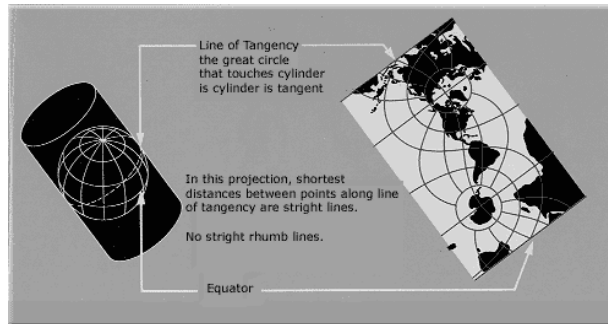 Line of Tangency
the great circle
that touches cylinder
is cylinder is tangent
In this projection, shortest
distances between points along line
of tangency are stright lines.
No stright rhumb lines.
Equator